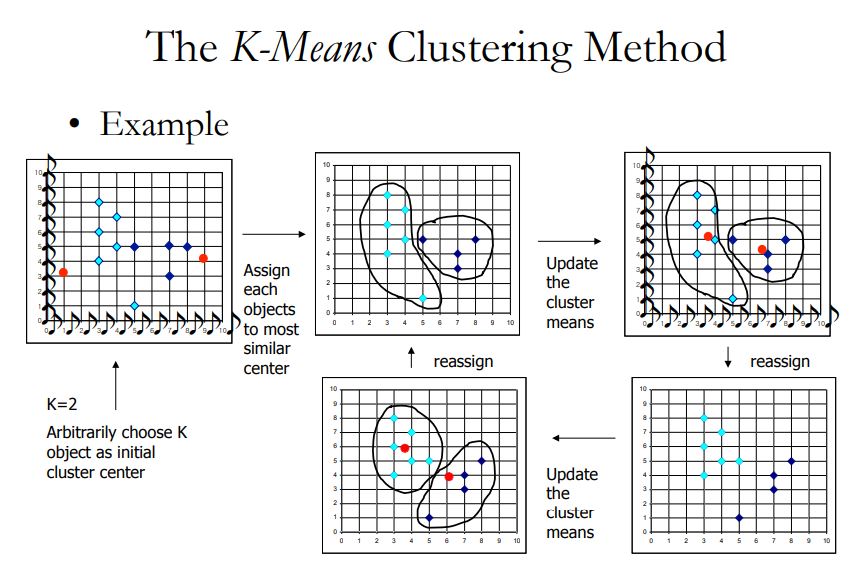 The K-Means Clustering Method
• Example
10
9
8
7
6
5
4
3
2
1
0
0 1 2 3 4 5 6 7 8 9 10
Assign
each
objects
to most
similar
center
10
9
8
7
6
5
4
3
2
1
0
0 1 2 3 4 5 6 7 8 9 10
Update
the
cluster
means
10
9
8
7
6
5
4
3
2
1
0
0 1 2 3 4 5 6 7 8 9 10
reassign
reassign
K=2
Arbitrarily choose K
object as initial
cluster center
10
9
8
7
6
5
4
3
2
1
0
0 1 2 3 4 5 6 7 8 9 10
Update
the
cluster
means
10
9
8
7
6
5
4
3
2
1
0
0 1 2 3 4 5 6 7 8 9 10